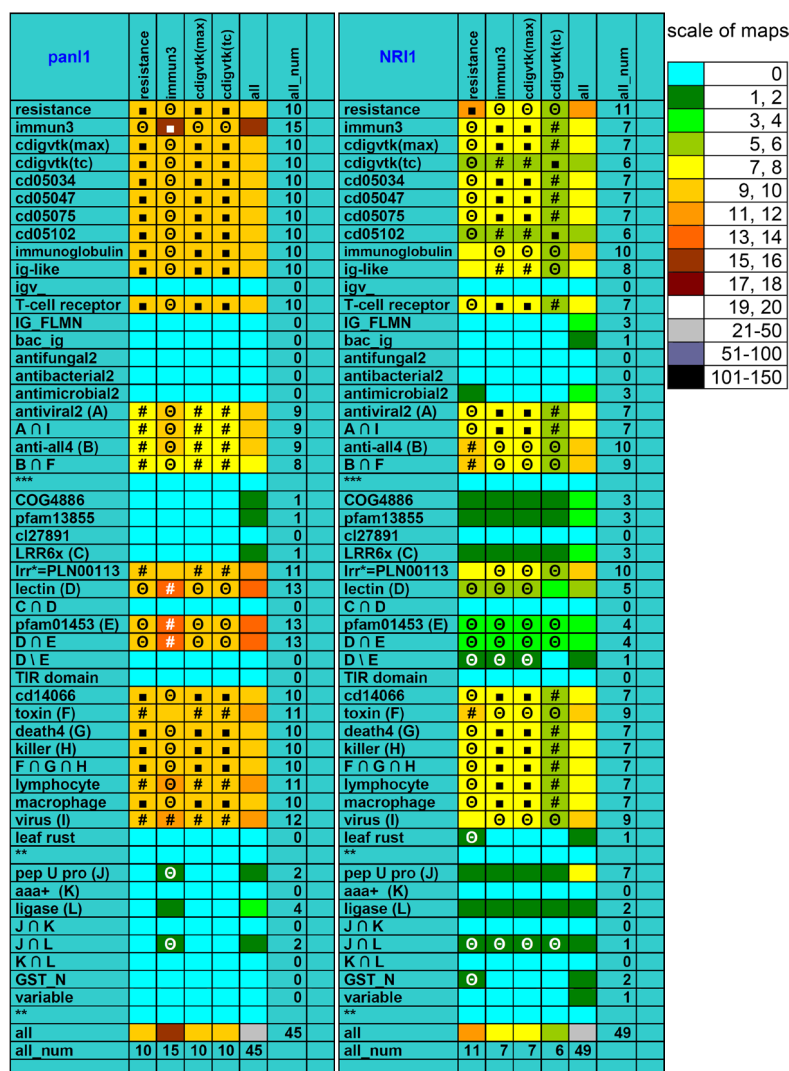 panI1 resistance immun3 cdigvtk(max) cdigvtk(tc) all all_num
resistance ■ Θ ■ ■ 10
immun3 Θ ■ Θ Θ 15
cdigvtk(max) ■ Θ ■ ■ 10
cdigvtk(tc) ■ Θ ■ ■ 10
cd05034 ■ Θ ■ ■ 10
cd05047 ■ Θ ■ ■ 10
cd05075 ■ Θ ■ ■ 10
cd05102 ■ Θ ■ ■ 10
immunoglobulin ■ Θ ■ ■ 10
ig-like ■ Θ ■ ■ 10
igv_ 0
T-cell receptor ■ Θ ■ ■ 10
IG_FLMN 0
bac_ig 0
antifungal2 0
antibacterial2 0
antimicrobial2 0
antiviral2 (A) # Θ # # 9
A ∩ I # Θ # # 9
anti-all4 (B) # Θ # # 9
B ∩ F # Θ # # 8
***
COG4886 1
pfam13855 1
cl27891 0
LRR6x (C) 1
lrr*=PLN00113 # # # 11
lectin (D) Θ # Θ Θ 13
C ∩ D 0
pfam01453 (E) Θ # Θ Θ 13
D ∩ E Θ # Θ Θ 13
D \ E 0
TIR domain 0
cd14066 ■ Θ ■ ■ 10
toxin (F) # # # 11
death4 (G) ■ Θ ■ ■ 10
killer (H) ■ Θ ■ ■ 10
F ∩ G ∩ H ■ Θ ■ ■ 10
lymphocyte # Θ # # 11
macrophage ■ Θ ■ ■ 10
virus (I) # # # # 12
leaf rust 0
**
pep U pro (J) Θ 2
aaa+ (K) 0
ligase (L) 4
J ∩ K 0
J ∩ L Θ 2
K ∩ L 0
GST_N 0
variable 0
**
all 45
all_num 10 15 10 10 45
NRI1 resistance immun3 cdigvtk(max) cdigvtk(tc) all all_num
resistance ■ Θ Θ Θ 11
immun3 Θ ■ ■ # 7
cdigvtk(max) Θ ■ ■ # 7
cdigvtk(tc) Θ # # ■ 6
cd05034 Θ ■ ■ # 7
cd05047 Θ ■ ■ # 7
cd05075 Θ ■ ■ # 7
cd05102 Θ # # ■ 6
immunoglobulin Θ Θ Θ 10
ig-like # # Θ 8
igv_ 0
T-cell receptor Θ ■ ■ # 7
IG_FLMN 3
bac_ig 1
antifungal2 0
antibacterial2 0
antimicrobial2 3
antiviral2 (A) Θ ■ ■ # 7
A ∩ I Θ ■ ■ # 7
anti-all4 (B) # Θ Θ Θ 10
B ∩ F # Θ Θ Θ 9
***
COG4886 3
pfam13855 3
cl27891 0
LRR6x (C) 3
lrr*=PLN00113 Θ Θ Θ 10
lectin (D) Θ Θ Θ 5
C ∩ D 0
pfam01453 (E) Θ Θ Θ Θ 4
D ∩ E Θ Θ Θ Θ 4
D \ E Θ Θ Θ 1
TIR domain 0
cd14066 Θ ■ ■ # 7
toxin (F) # Θ Θ Θ 9
death4 (G) Θ ■ ■ # 7
killer (H) Θ ■ ■ # 7
F ∩ G ∩ H Θ ■ ■ # 7
lymphocyte Θ ■ ■ # 7
macrophage Θ ■ ■ # 7
virus (I) Θ Θ Θ 9
leaf rust Θ 1
**
pep U pro (J) 7
aaa+ (K) 0
ligase (L) 2
J ∩ K 0
J ∩ L Θ Θ Θ Θ 1
K ∩ L 0
GST_N Θ 2
variable 1
**
all 49
all_num 11 7 7 6 49
scale of maps
0
1, 2
3, 4
5, 6
7, 8
9, 10
11, 12
13, 14
15, 16
17, 18
19, 20
21-50
51-100
101-150